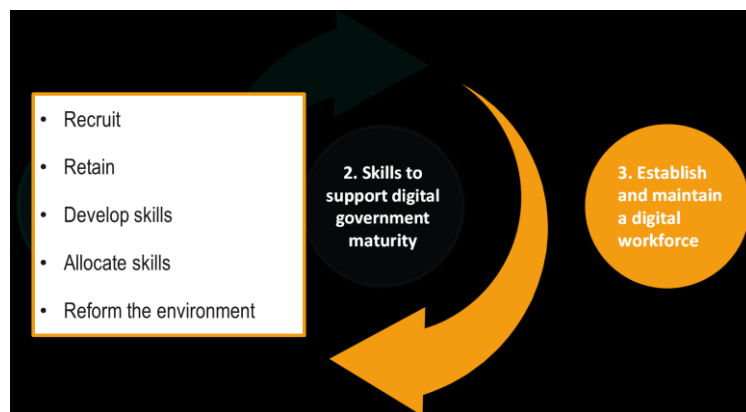 • Recruit
• Retain
• Develop skills
• Allocate skills
• Reform the environment
2. Skills to
support digital
government
maturity
3. Establish
and maintain
a digital
workforce